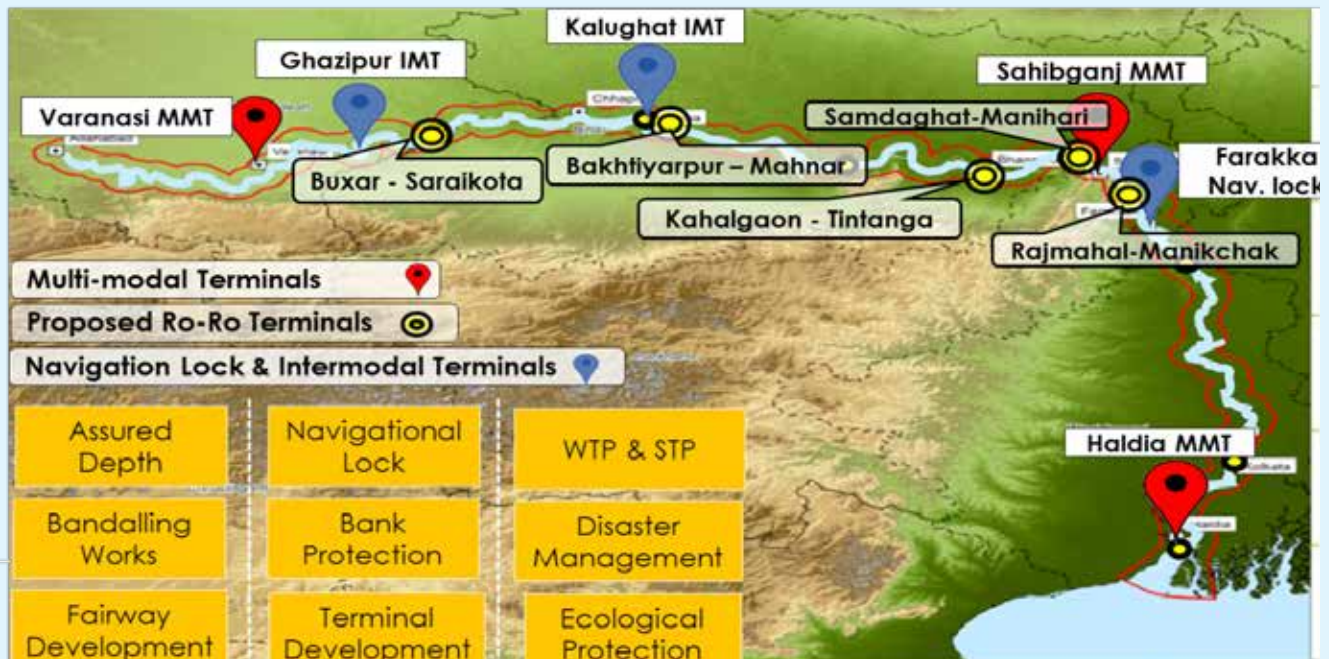 Kalughat IMT
Ghazipur IMT
Sahibganj MMT
Varanasi MMT
Samdaghat-Manihari
Farakka
Nav. lock
Buxar - Saraikota
Bakhtiyarpur – Mahnar
Kahalgaon - Tintanga
Rajmahal-Manikchak
Multi-modal Terminals
Proposed Ro-Ro Terminals
Navigation Lock & Intermodal Terminals
Haldia MMT
Kolkata
Assured
Depth
Navigational
Lock
WTP & STP
Bandalling
Works
Bank
Protection
Disaster
Management
Fairway
Development
Terminal
Development
Ecological
Protection